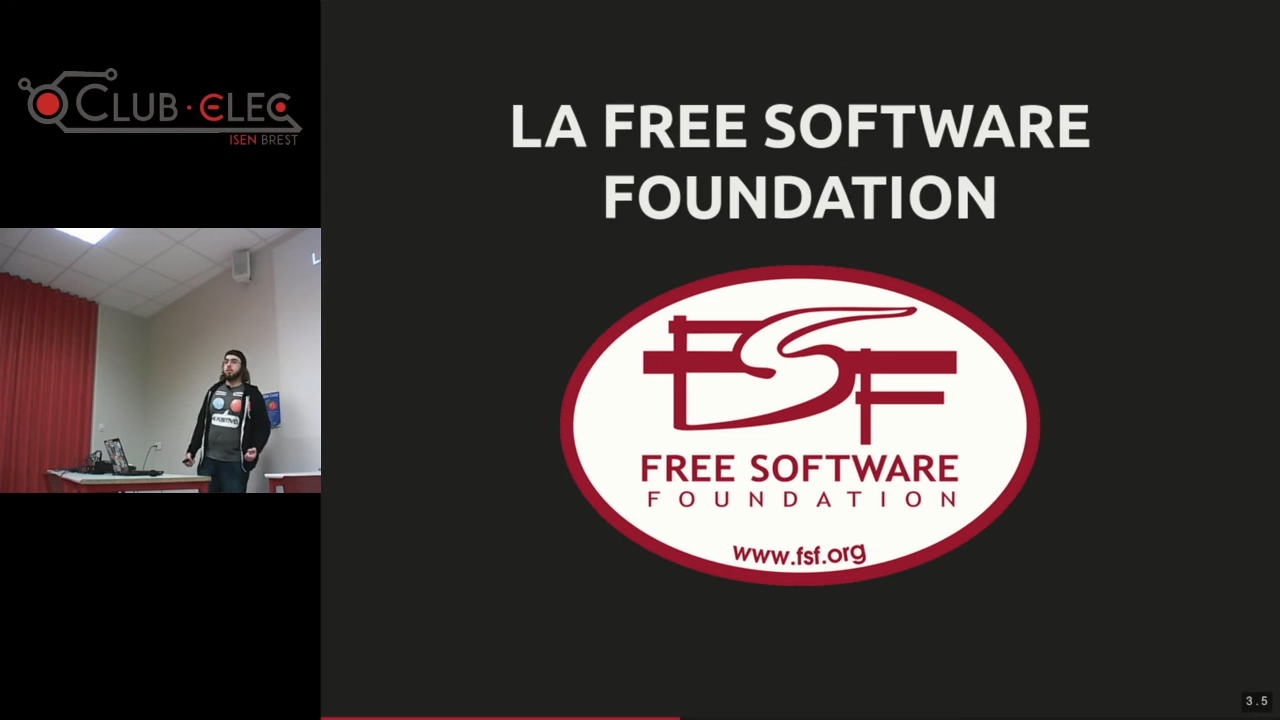 CLUB · ELEC
ISEN BREST
LA FREE SOFTWARE
FOUNDATION
FSF
FREE SOFTWARE
FOUNDATION
www.fsf.org
3.5